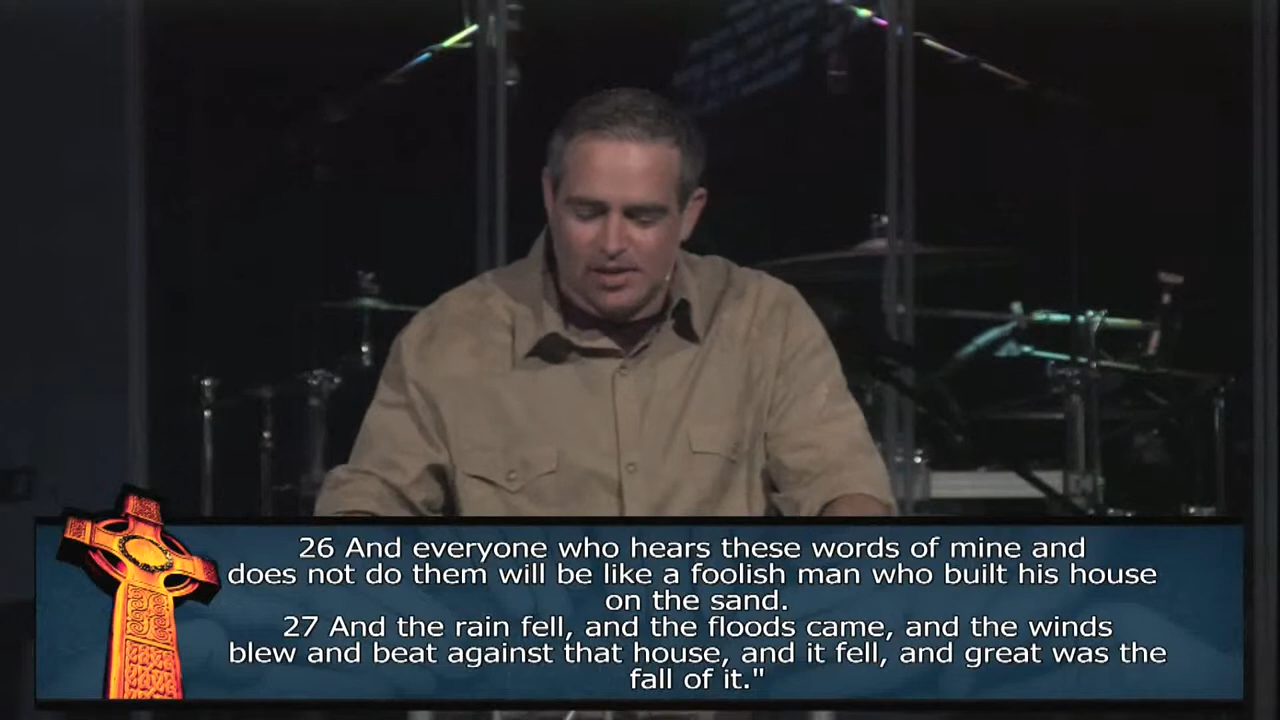 26 And everyone who hears these words of mine and
does not do them will be like a foolish man who built his house
on the sand.
27 And the rain fell, and the floods came, and the winds
blew and beat against that house, and it fell, and great was the
fall of it."